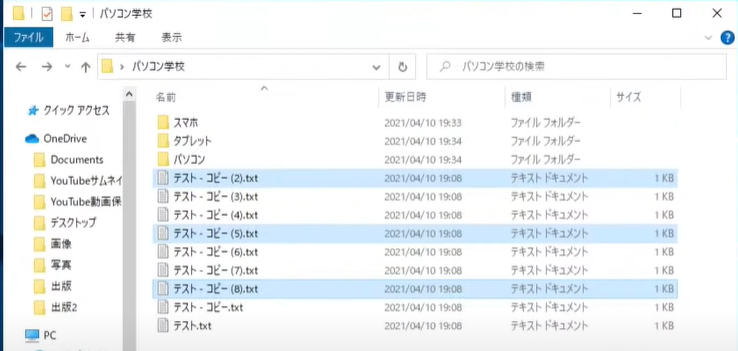 パソコン学校
ファイル ホーム 共有 表示
パソコン学校 パソコン学校の検索
名前 更新日時 種類 サイズ
クイック アクセス
OneDrive
Documents
YouTubeサムネイ
YouTube動画保
デスクトップ
画像
写真
出版
出版2
PC
スマホ 2021/04/10 19:33 ファイル フォルダー
タブレット 2021/04/10 19:34 ファイル フォルダー
パソコン 2021/04/10 19:34 ファイル フォルダー
テスト - コピー (2).txt 2021/04/10 19:08 テキスト ドキュメント 1 KB
テスト - コピー (3).txt 2021/04/10 19:08 テキスト ドキュメント 1 KB
テスト - コピー (4).txt 2021/04/10 19:08 テキスト ドキュメント 1 KB
テスト - コピー (5).txt 2021/04/10 19:08 テキスト ドキュメント 1 KB
テスト - コピー (6).txt 2021/04/10 19:08 テキスト ドキュメント 1 KB
テスト - コピー (7).txt 2021/04/10 19:08 テキスト ドキュメント 1 KB
テスト - コピー (8).txt 2021/04/10 19:08 テキスト ドキュメント 1 KB
テスト - コピー.txt 2021/04/10 19:08 テキスト ドキュメント 1 KB
テスト.txt 2021/04/10 19:08 テキスト ドキュメント 1 KB